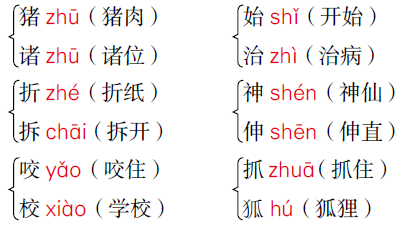 猪 zhū（猪肉） 始 shǐ（开始）
诸 zhū（诸位） 治 zhì（治病）
折 zhé（折纸） 神 shén（神仙）
拆 chāi（拆开） 伸 shēn（伸直）
咬 yǎo（咬住） 抓 zhuā（抓住）
校 xiào（学校） 狐 hú（狐狸）